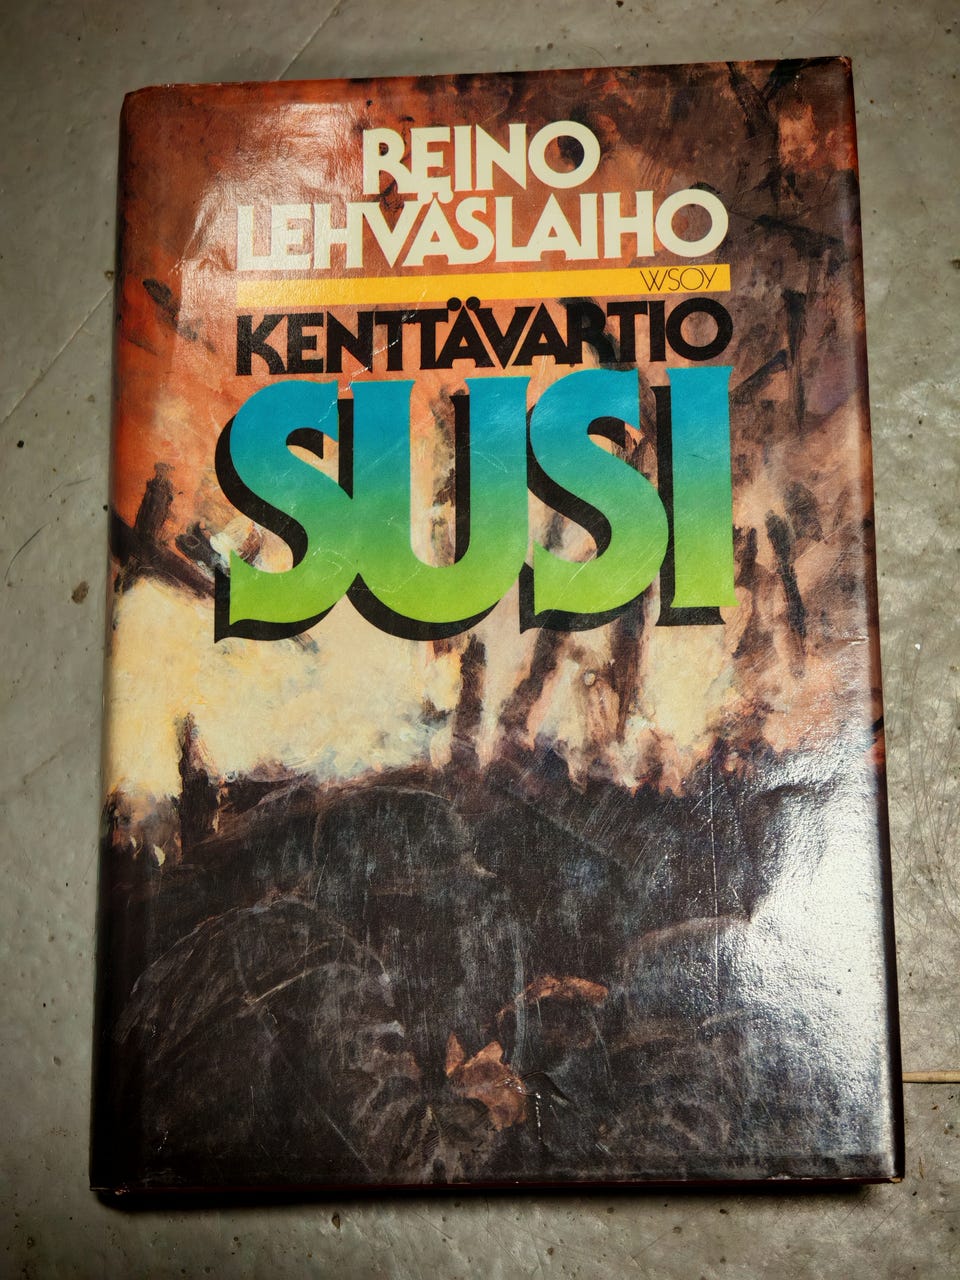 REINO
LEHVÄSLAIHO
WSOY
KENTTÄVARTIO
SUSI